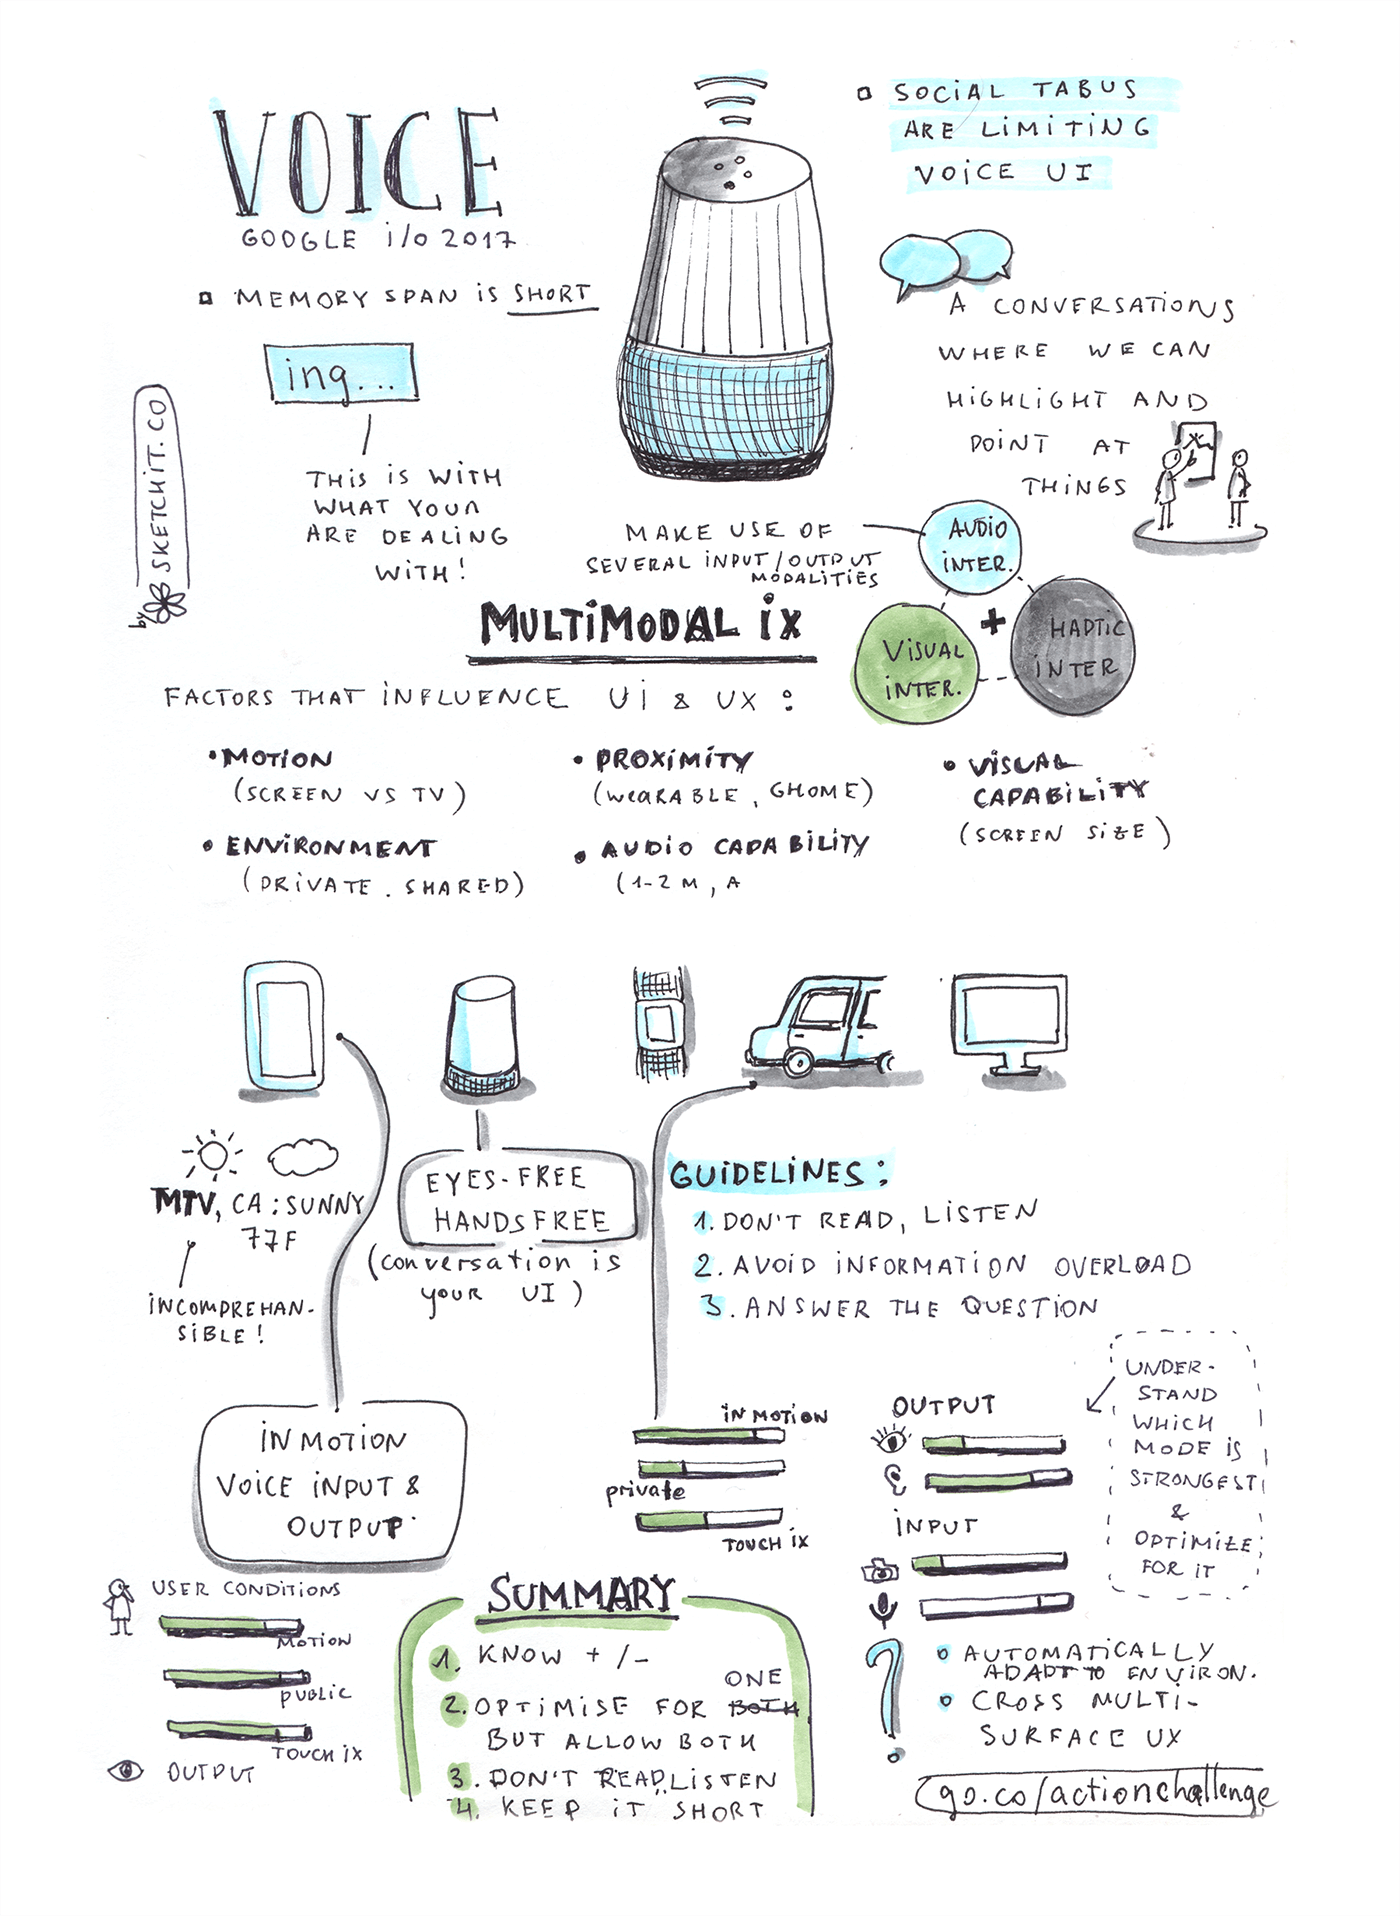 VOICE
GOOGLE i/o 2017
MEMORY SPAN IS SHORT
ing...
THIS IS WITH
WHAT YOUR
ARE DEALING
WITH!
by SKETCHIT.CO
SOCIAL TABUS
ARE LIMITING
VOICE UI
A CONVERSATIONS
WHERE WE CAN
HIGHLIGHT AND
POINT AT
THINGS
MAKE USE OF
SEVERAL INPUT/OUTPUT
MODALITIES
AUDIO
INTER.
VISUAL
INTER.
+
HAPTIC
INTER
MULTIMODAL IX
FACTORS THAT INFLUENCE UI & UX:
• MOTION
(SCREEN VS TV)
• ENVIRONMENT
(PRIVATE. SHARED)
• PROXIMITY
(WEARABLE, GHOME)
• AUDIO CAPABILITY
(1-2 M, A
• VISUAL
CAPABILITY
(SCREEN SIZE)
MTV, CA: SUNNY
77F
INCOMPREHAN-
SIBLE!
EYES-FREE
HANDSFREE
(conversation is
your UI)
GUIDELINES:
1. DON'T READ, LISTEN
2. AVOID INFORMATION OVERLOAD
3. ANSWER THE QUESTION
IN MOTION
VOICE INPUT &
OUTPUT
IN MOTION
private
TOUCH IX
OUTPUT
INPUT
UNDER-
STAND
WHICH
MODE IS
STRONGEST
&
OPTIMIZE
FOR IT
USER CONDITIONS
MOTION
PUBLIC
TOUCH IX
OUTPUT
SUMMARY
1. KNOW + / -
ONE
2. OPTIMISE FOR BOTH
BUT ALLOW BOTH
3. DON'T READ, LISTEN
4. KEEP IT SHORT
?
AUTOMATICALLY
ADAPT TO ENVIRON.
CROSS MULTI-
SURFACE UX
go.co/actionchallenge